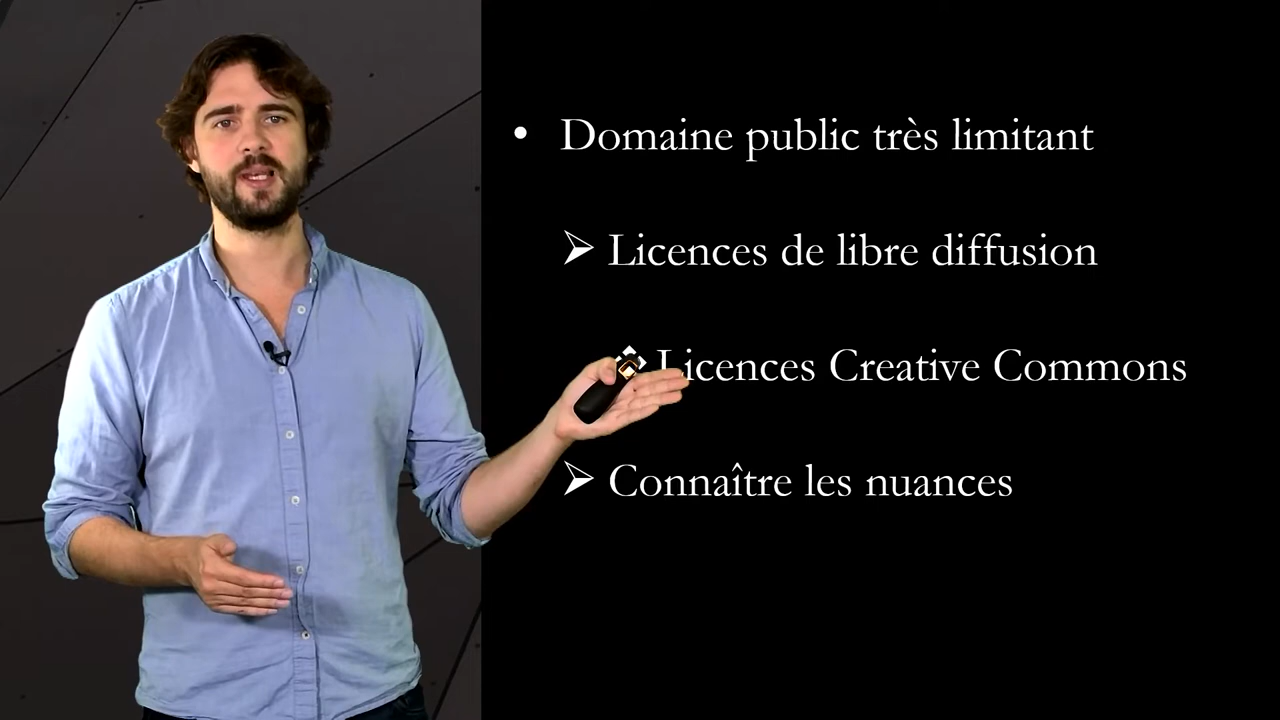 • Domaine public très limitant
➢ Licences de libre diffusion
❖ Licences Creative Commons
➢ Connaître les nuances